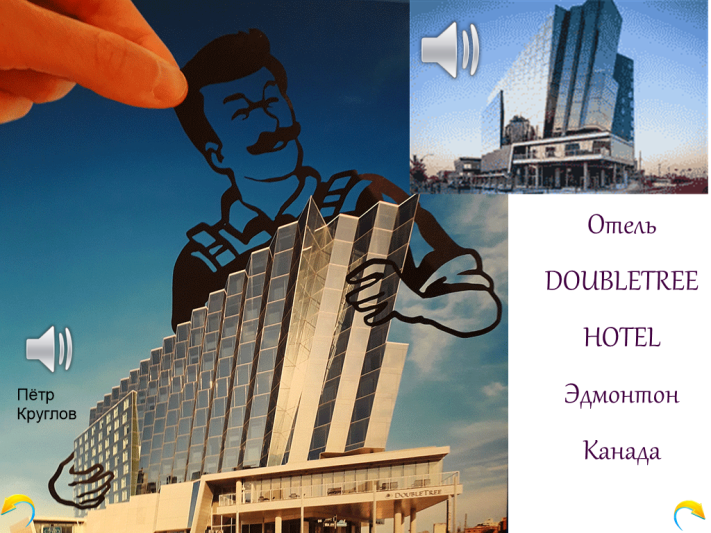 Отель
DOUBLETREE
HOTEL
Эдмонтон
Канада
Пётр
Круглов
DOUBLETREE